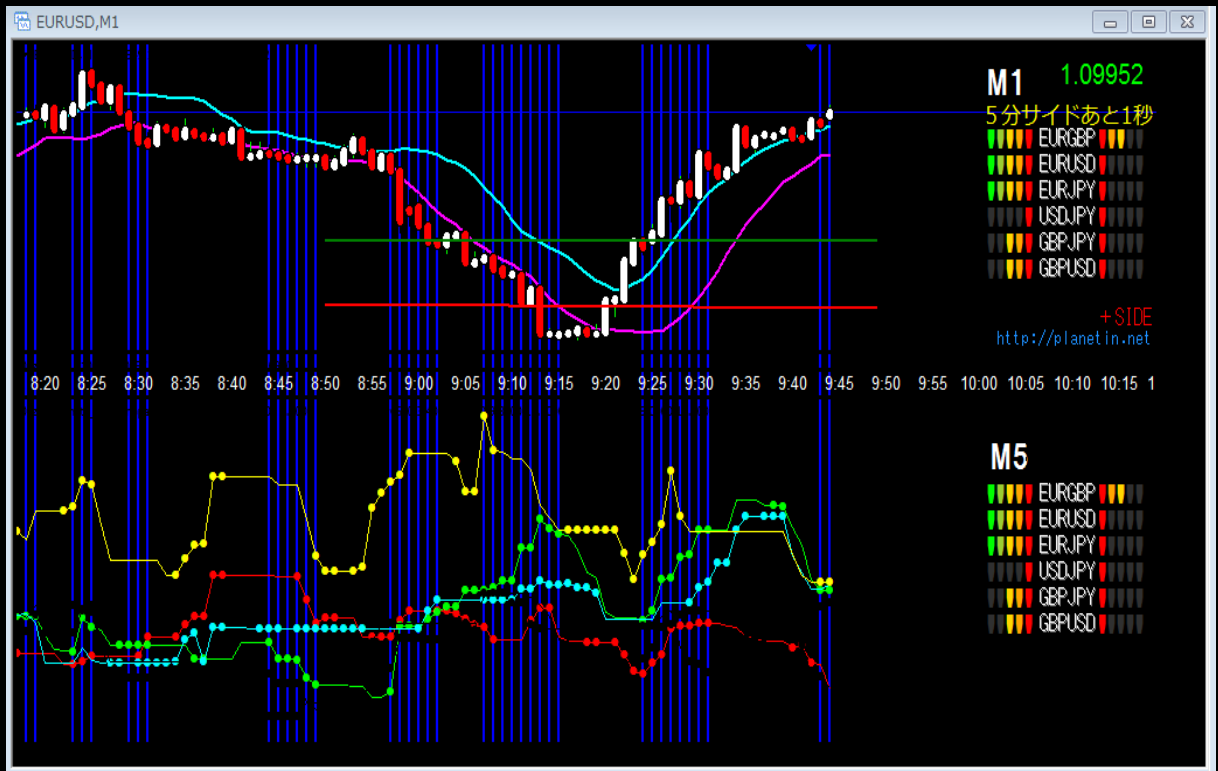 EURUSD,M1
M1
1.09952
5分サイドあと1秒
EURGBP
EURUSD
EURJPY
USDJPY
GBPJPY
GBPUSD
+SIDE
http://planetin.net
8:20 8:25 8:30 8:35 8:40 8:45 8:50 8:55 9:00 9:05 9:10 9:15 9:20 9:25 9:30 9:35 9:40 9:45 9:50 9:55 10:00 10:05 10:10 10:15 1
M5
EURGBP
EURUSD
EURJPY
USDJPY
GBPJPY
GBPUSD